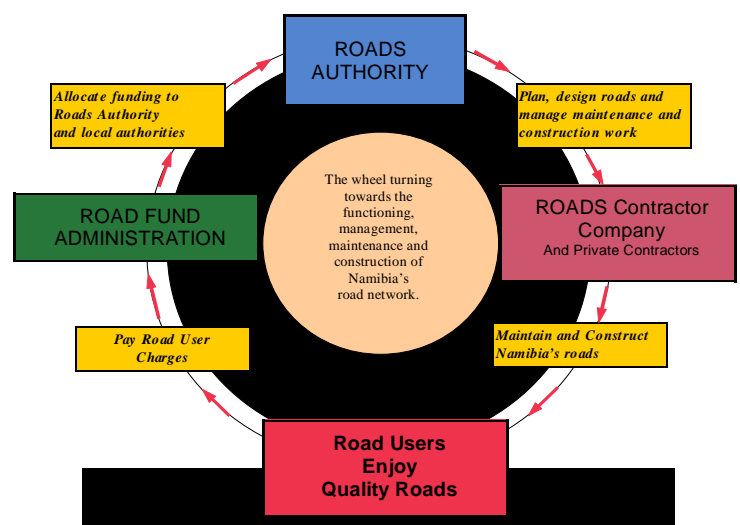 ROADS
AUTHORITY
Allocate funding to
Roads Authority
and local authorities
Plan, design roads and
manage maintenance and
construction work
The wheel turning
towards the
functioning,
management,
maintenance and
construction of
Namibia's
road network.
ROAD FUND
ADMINISTRATION
ROADS Contractor
Company
And Private Contractors
Pay Road User
Charges
Maintain and Construct
Namibia's roads
Road Users
Enjoy
Quality Roads